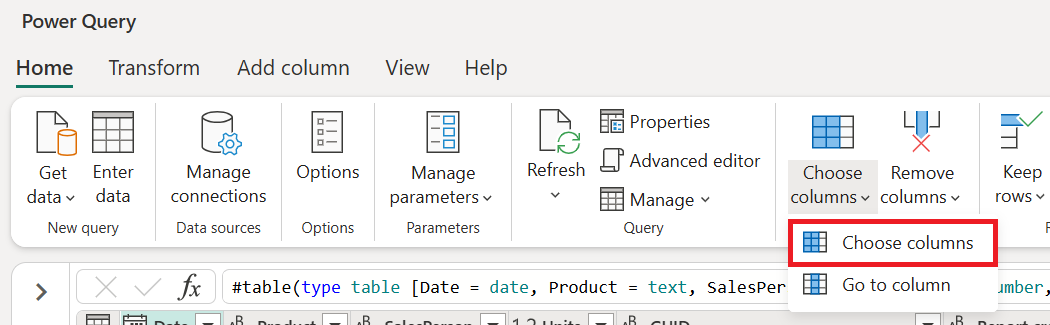 Power Query
Home Transform Add column View Help
Get data
Enter data
Manage connections
Options
Manage parameters
Refresh
Properties
Advanced editor
Manage
Choose columns
Remove columns
Keep rows
New query
Data sources
Options
Parameters
Query
Choose columns
Go to column
fx
#table(type table [Date = date, Product = text, SalesPer
umber,
Date
Product
SalesPerson
1 2 Units
GUID